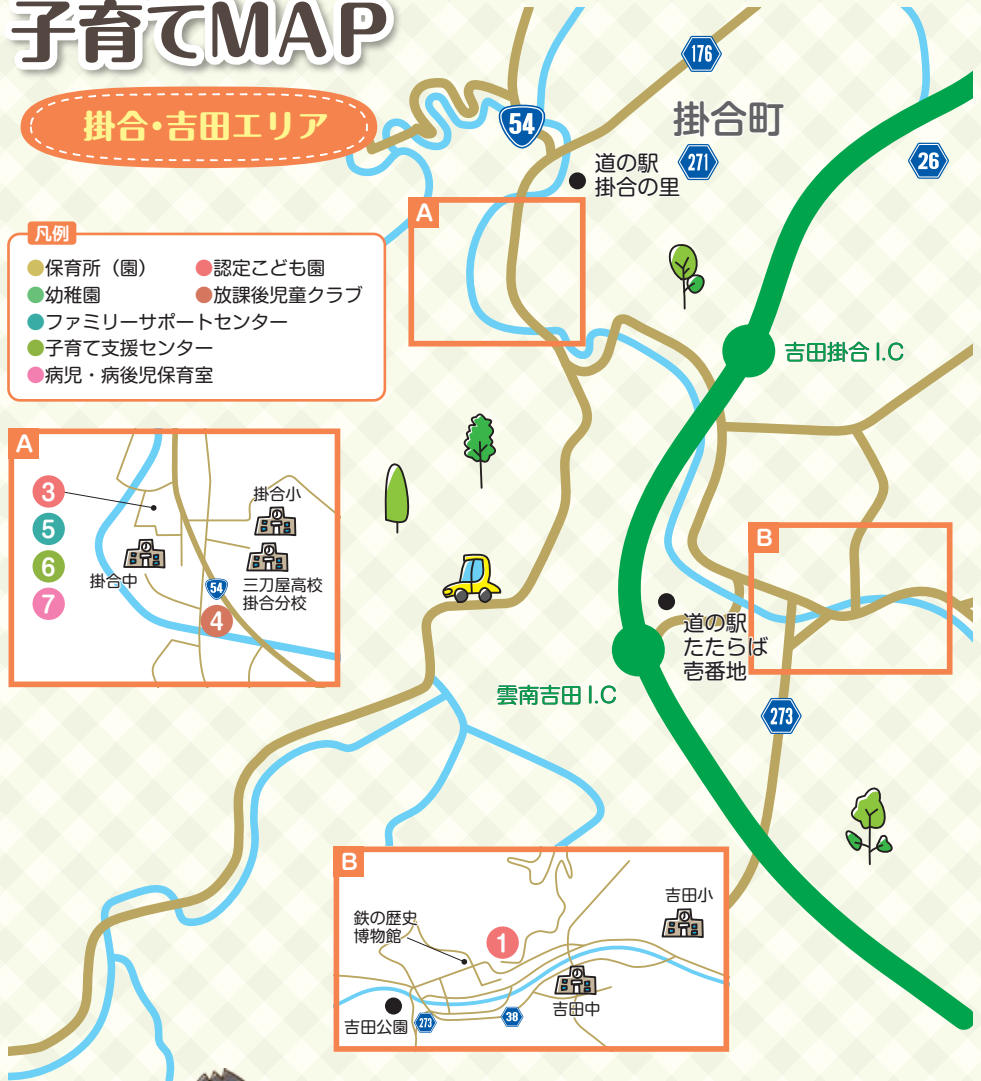 子育てMAP
掛合・吉田エリア
176
54
掛合町
道の駅
掛合の里
271
26
A
凡例
●保育所（園）
●認定こども園
●幼稚園
●放課後児童クラブ
●ファミリーサポートセンター
●子育て支援センター
●病児・病後児保育室
吉田掛合I.C
A
3
5
6
7
掛合小
掛合中
54
三刀屋高校
掛合分校
4
B
道の駅
たたらば
壱番地
雲南吉田I.C
273
B
吉田小
鉄の歴史
博物館
1
吉田中
吉田公園
273
38